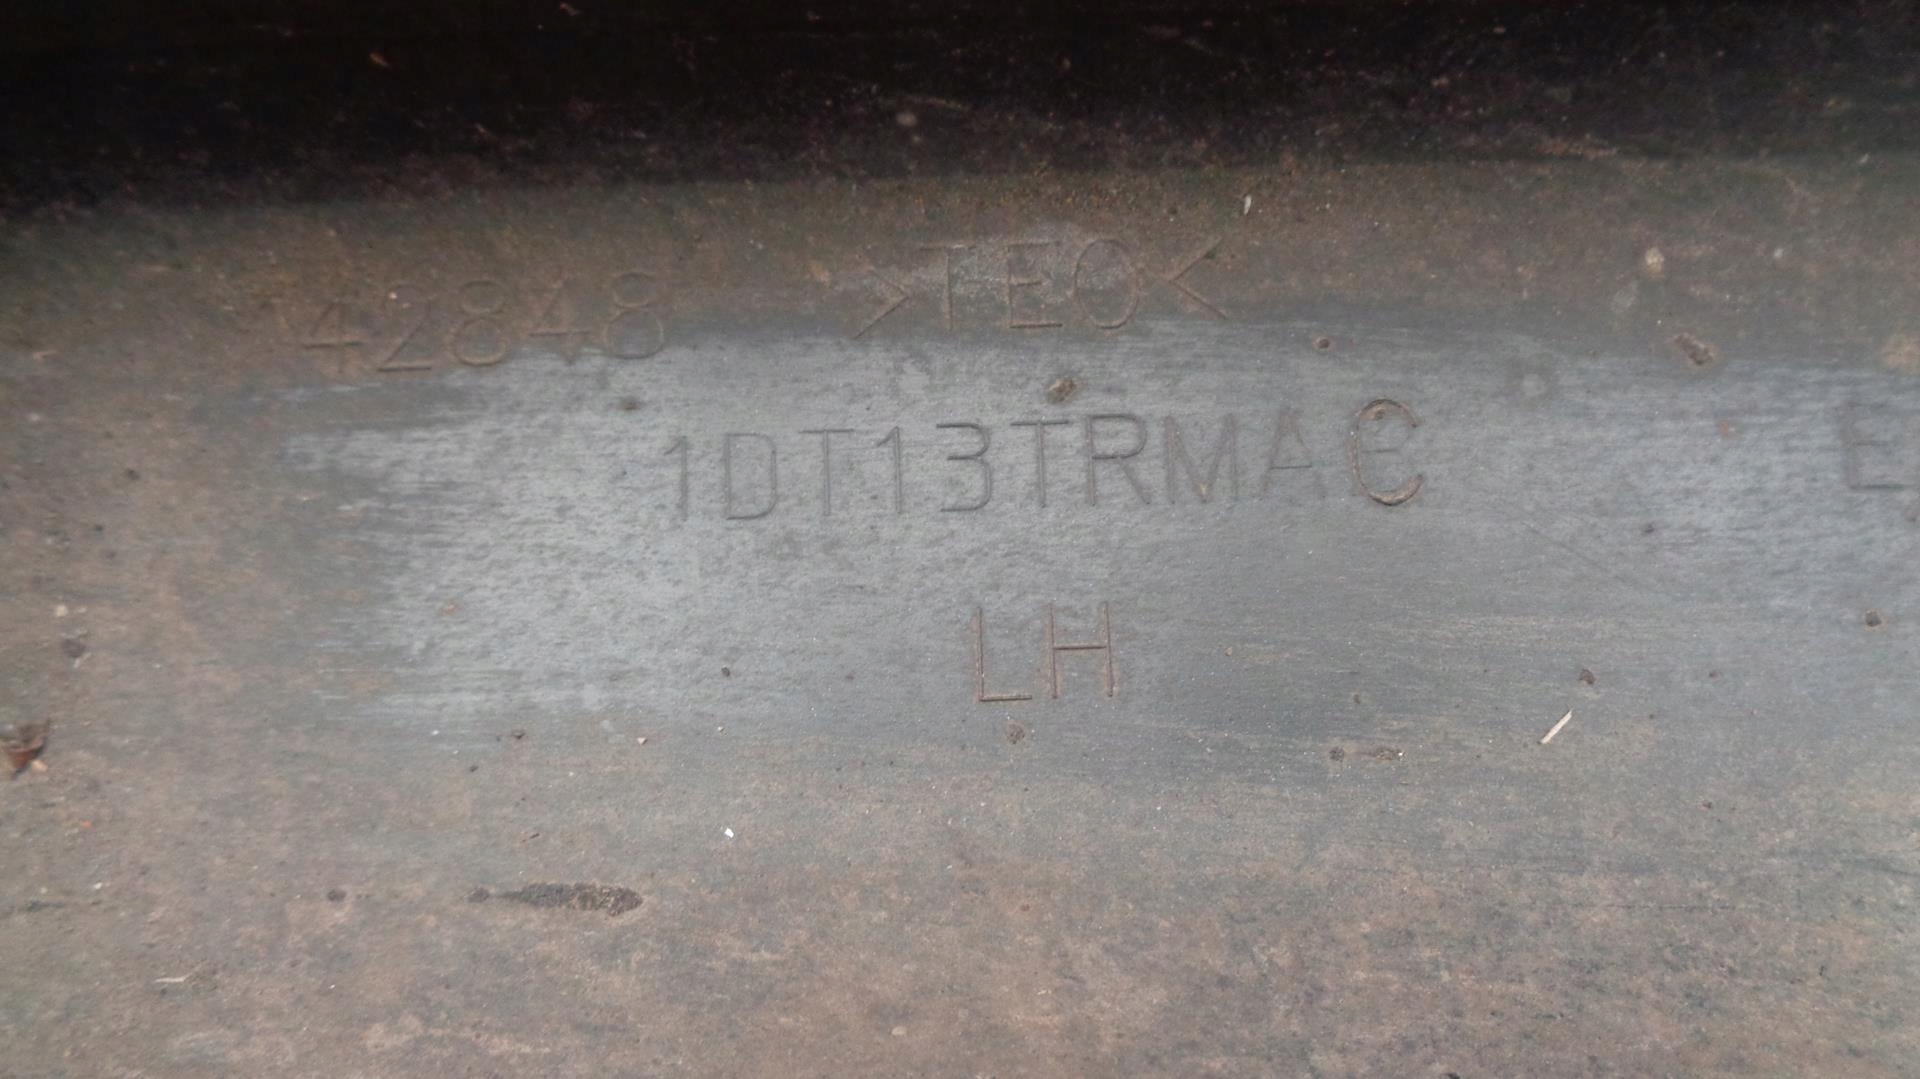 42848 >TEO<
1DT13TRMAC E
LH